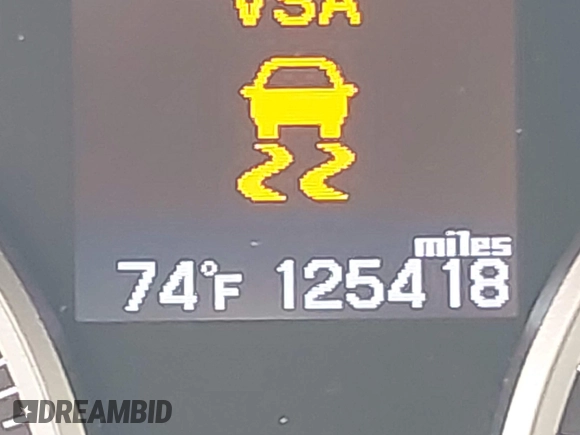 VSA
miles
74°F 125418
DREAMBID